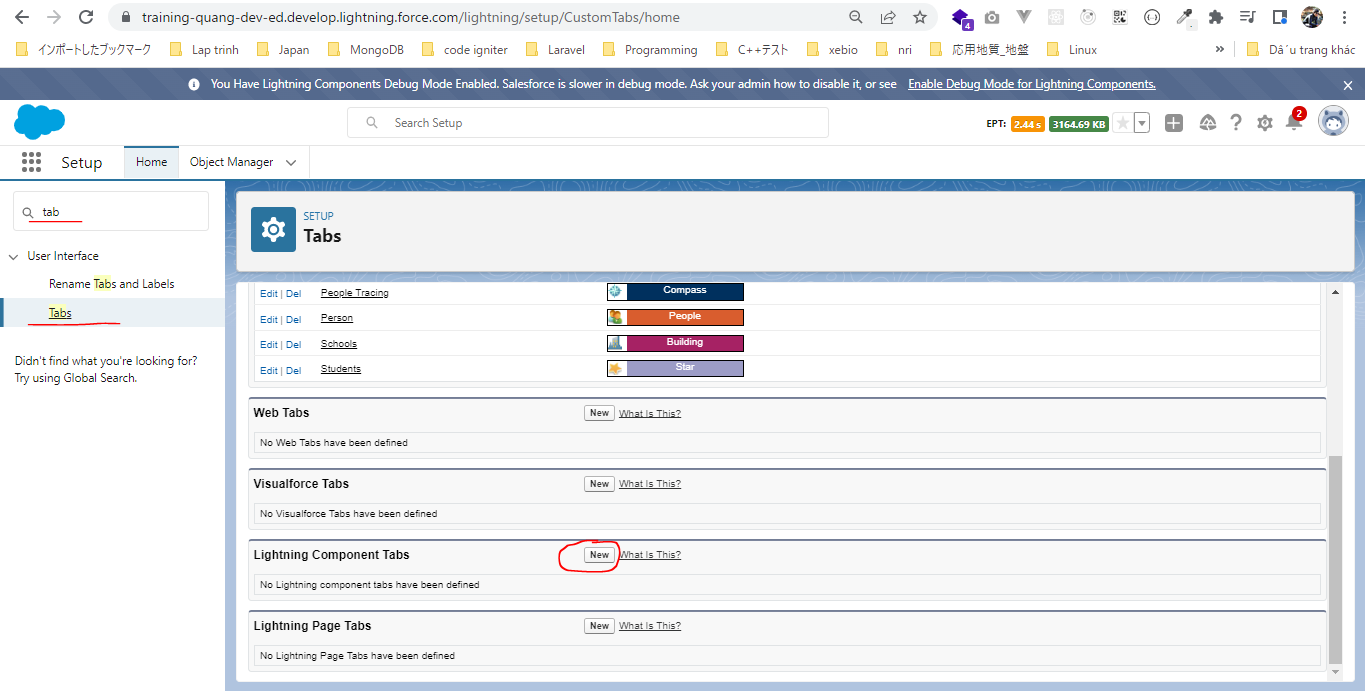 training-quang-dev-ed.develop.lightning.force.com/lightning/setup/CustomTabs/home
4
インポートしたブックマーク Lap trinh Japan MongoDB code igniter Laravel Programming C++テスト xebio nri 応用地質_地盤 Linux » Dâ´u trang khác
You Have Lightning Components Debug Mode Enabled. Salesforce is slower in debug mode. Ask your admin how to disable it, or see Enable Debug Mode for Lightning Components.
Search Setup
EPT: 2.44 s 3164.69 KB
2
Setup Home Object Manager
tab
User Interface
Rename Tabs and Labels
Tabs
Didn't find what you're looking for?
Try using Global Search.
SETUP
Tabs
Edit | Del People Tracing Compass
Edit | Del Person People
Edit | Del Schools Building
Edit | Del Students Star
Web Tabs New What Is This?
No Web Tabs have been defined
Visualforce Tabs New What Is This?
No Visualforce Tabs have been defined
Lightning Component Tabs New What Is This?
No Lightning component tabs have been defined
Lightning Page Tabs New What Is This?
No Lightning Page Tabs have been defined